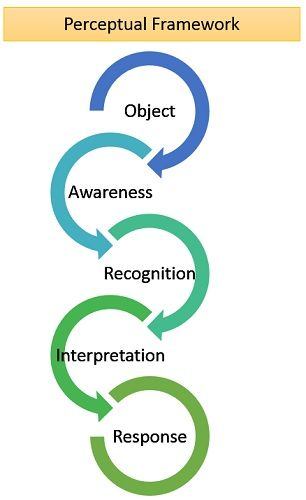 Perceptual Framework
Object
Awareness
Recognition
Interpretation
Response